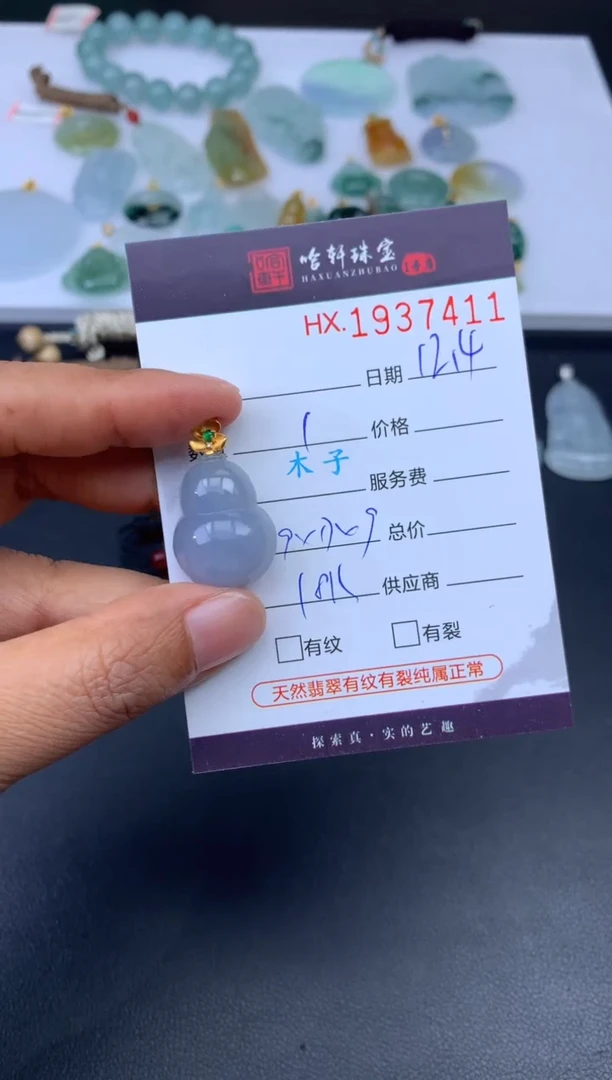 哈轩珠宝
HAXUANZHUBAO
HX.1937411
日期 12.4
1 价格
木子
服务费
总价
18K 供应商
有纹 有裂
天然翡翠有纹有裂纯属正常
探索真·实的艺趣